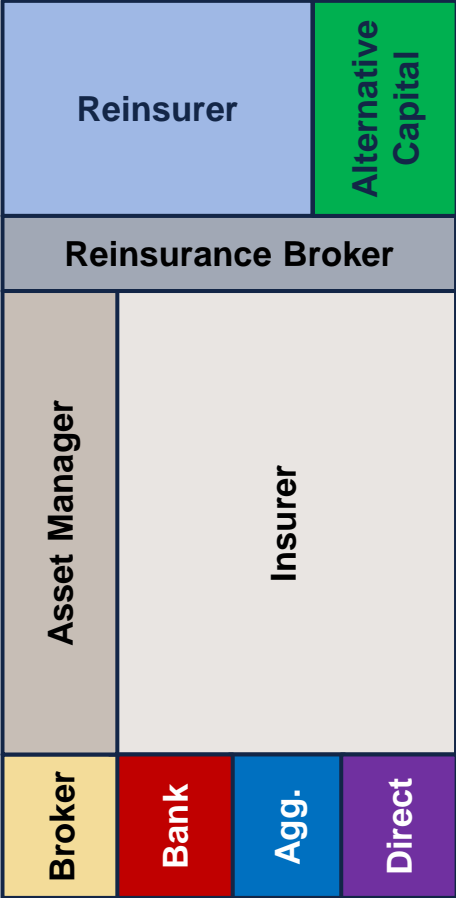 Reinsurer
Alternative
Capital
Reinsurance Broker
Asset Manager
Insurer
Broker
Bank
Agg.
Direct